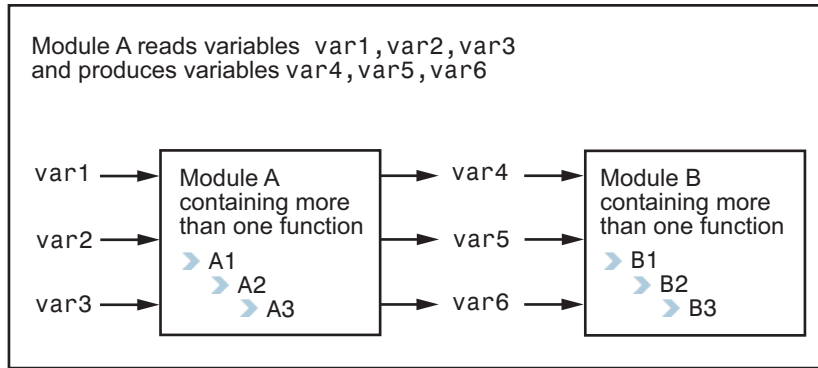 Module A reads variables var1,var2,var3
and produces variables var4,var5,var6
var1
var2
var3
Module A
containing more
than one function
A1
A2
A3
var4
var5
var6
Module B
containing more
than one function
B1
B2
B3